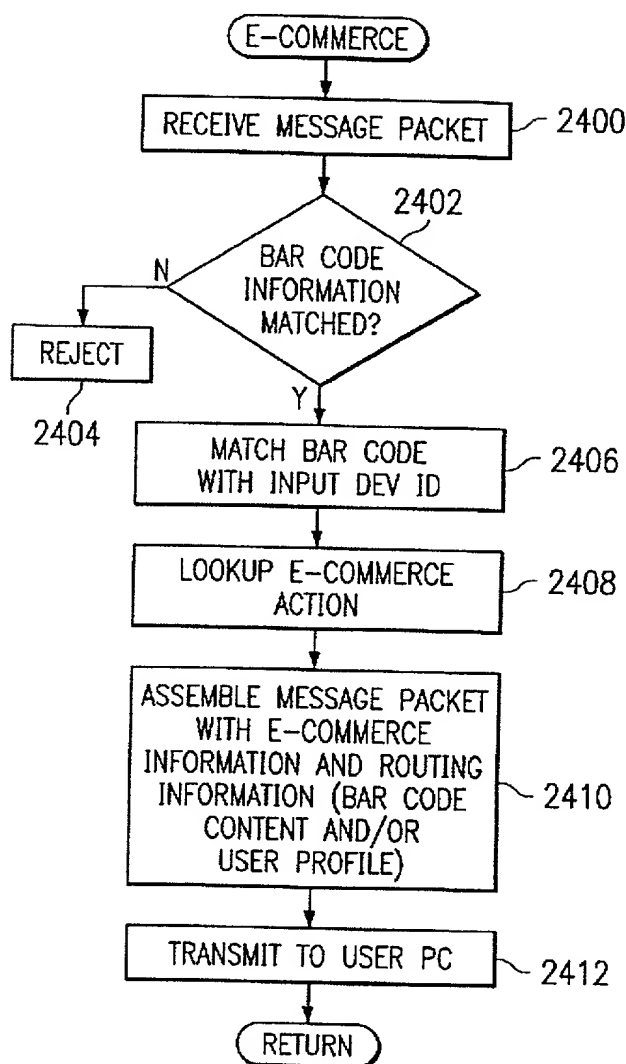 E-COMMERCE
RECEIVE MESSAGE PACKET
2400
2402
BAR CODE
INFORMATION
MATCHED?
N
REJECT
2404
Y
MATCH BAR CODE
WITH INPUT DEV ID
2406
LOOKUP E-COMMERCE
ACTION
2408
ASSEMBLE MESSAGE PACKET
WITH E-COMMERCE
INFORMATION AND ROUTING
INFORMATION (BAR CODE
CONTENT AND/OR
USER PROFILE)
2410
TRANSMIT TO USER PC
2412
RETURN